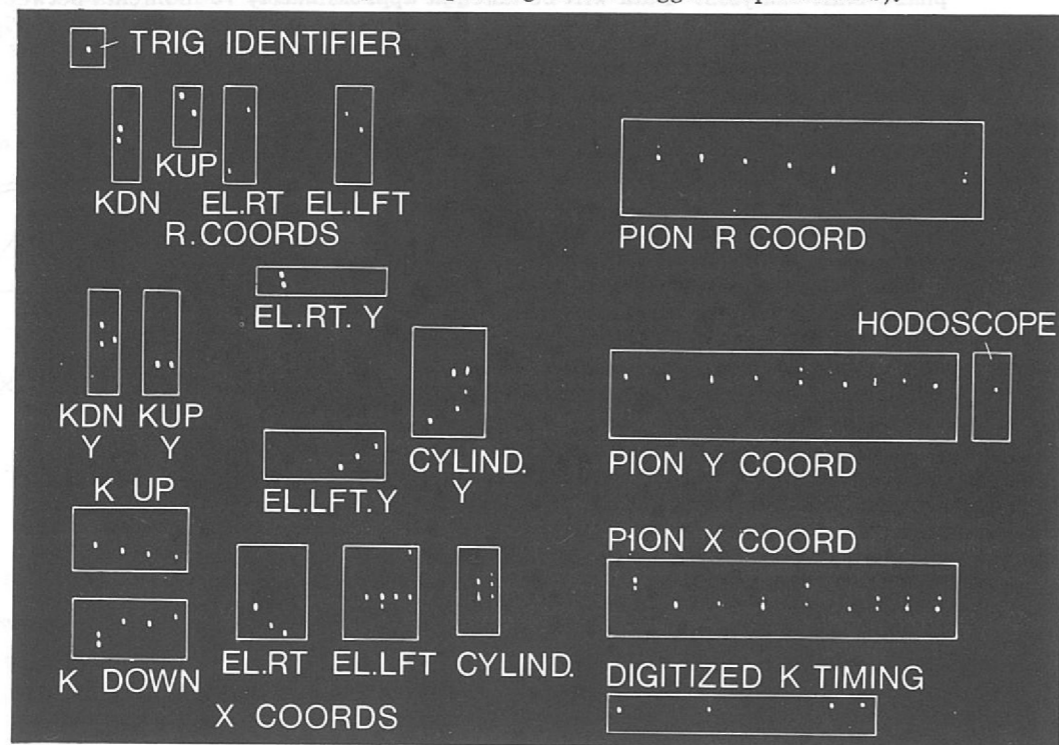 TRIG IDENTIFIER
KUP
KDN EL.RT EL.LFT
R.COORDS
PION R COORD
EL.RT. Y
HODOSCOPE
KDN KUP
Y Y
CYLIND.
Y
PION Y COORD
EL.LFT.Y
K UP
PION X COORD
EL.RT EL.LFT CYLIND.
K DOWN
DIGITIZED K TIMING
X COORDS